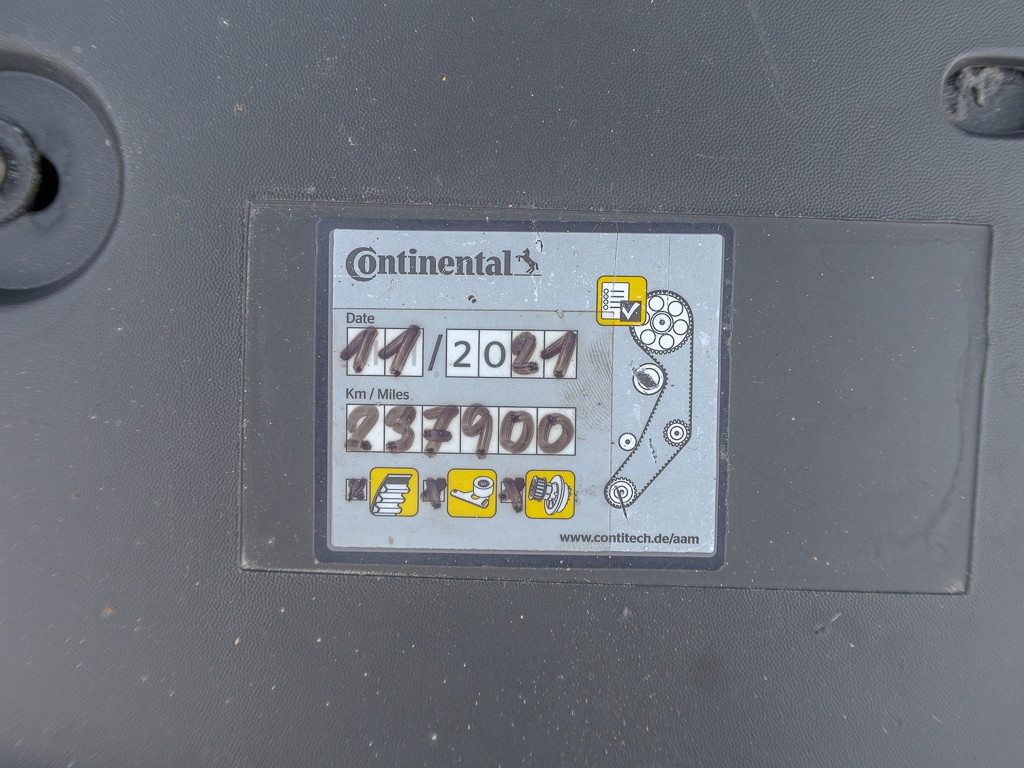 Continental
Date
11/2021
Km / Miles
237900
www.contitech.de/aam